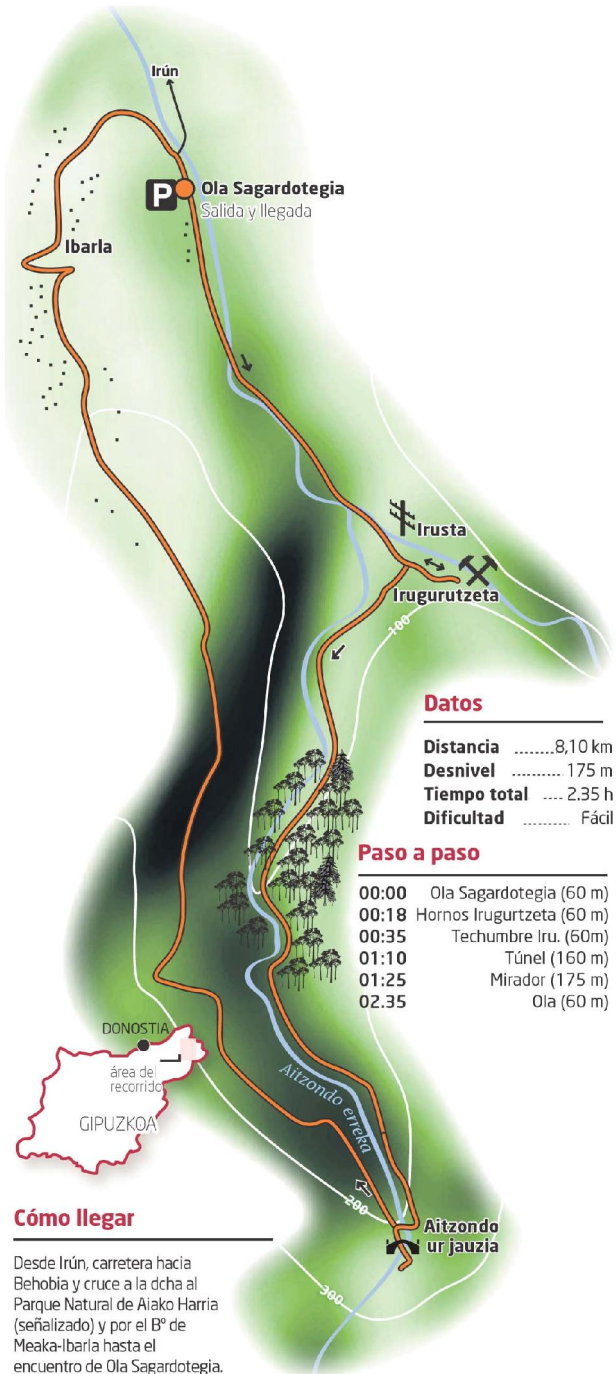 Irún
P
Ola Sagardotegia
Salida y llegada
Ibarla
Irusta
Irugurutzeta
100
Datos
Distancia ........8,10 km
Desnivel ............ 175 m
Tiempo total .... 2.35 h
Dificultad ......... Fácil
Paso a paso
00:00 Ola Sagardotegia (60 m)
00:18 Hornos Irugurtzeta (60 m)
00:35 Techumbre Iru. (60m)
01:10 Túnel (160 m)
01:25 Mirador (175 m)
02.35 Ola (60 m)
DONOSTIA
área del
recorrido
GIPUZKOA
Aitzondo erreka
200
Aitzondo
ur jauzia
300
Cómo llegar
Desde Irún, carretera hacia
Behobia y cruce a la dcha al
Parque Natural de Aiako Harria
(señalizado) y por el Bº de
Meaka-Ibarla hasta el
encuentro de Ola Sagardotegia.